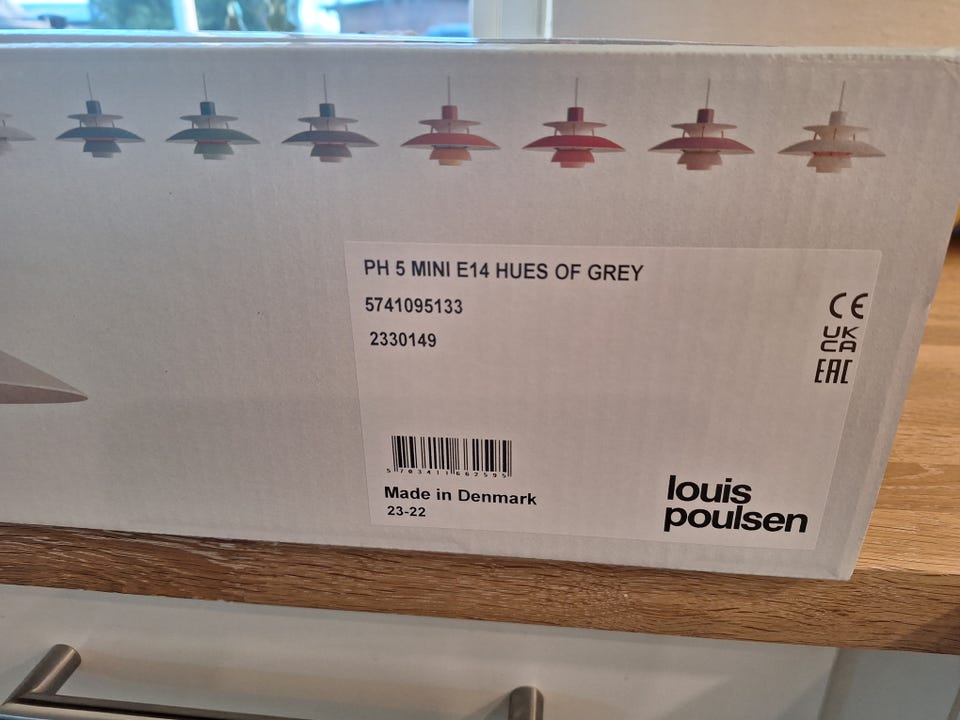 PH 5 MINI E14 HUES OF GREY
5741095133
2330149
CE
UK
CA
EAC
5703411662595
Made in Denmark
23-22
louis
poulsen